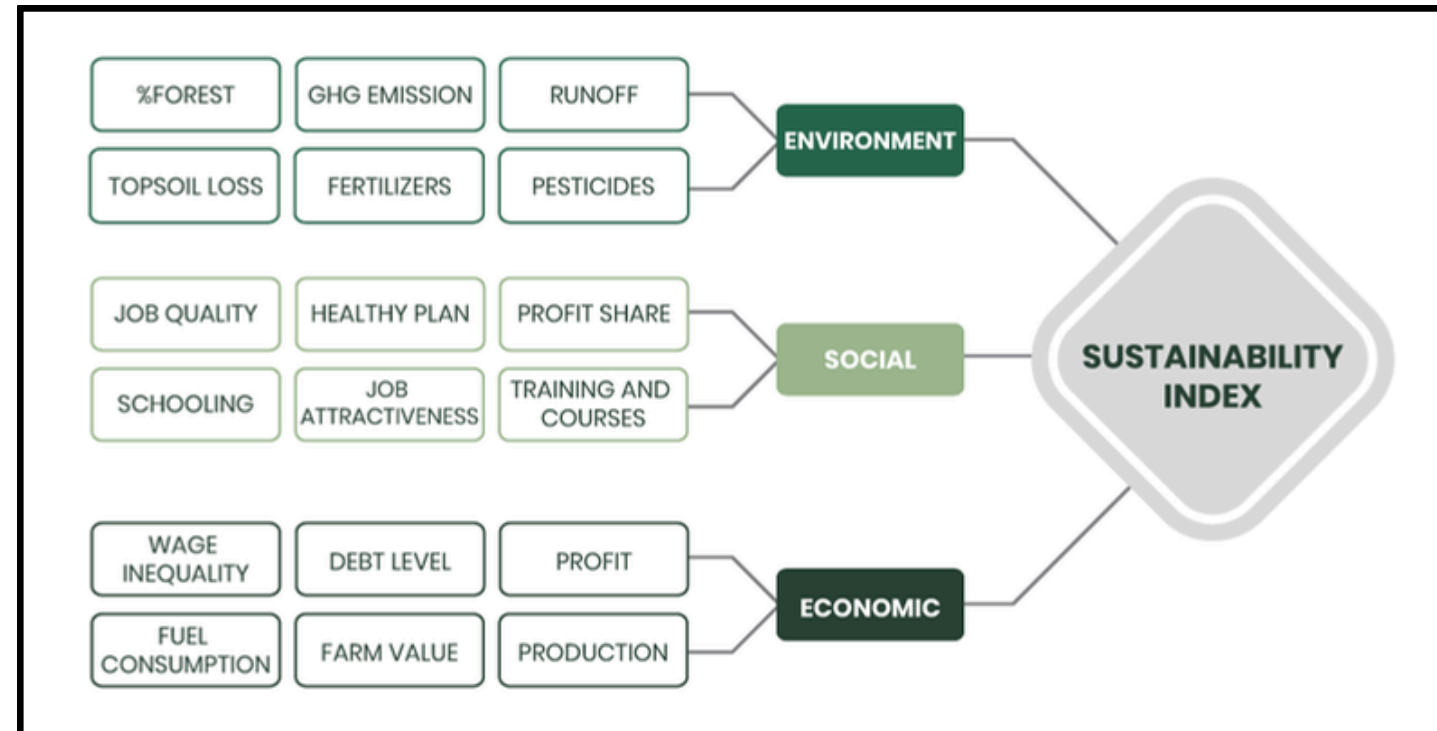 %FOREST
GHG EMISSION
RUNOFF
ENVIRONMENT
TOPSOIL LOSS
FERTILIZERS
PESTICIDES
JOB QUALITY
HEALTHY PLAN
PROFIT SHARE
SOCIAL
SCHOOLING
JOB
ATTRACTIVENESS
TRAINING AND
COURSES
SUSTAINABILITY
INDEX
WAGE
INEQUALITY
DEBT LEVEL
PROFIT
ECONOMIC
FUEL
CONSUMPTION
FARM VALUE
PRODUCTION